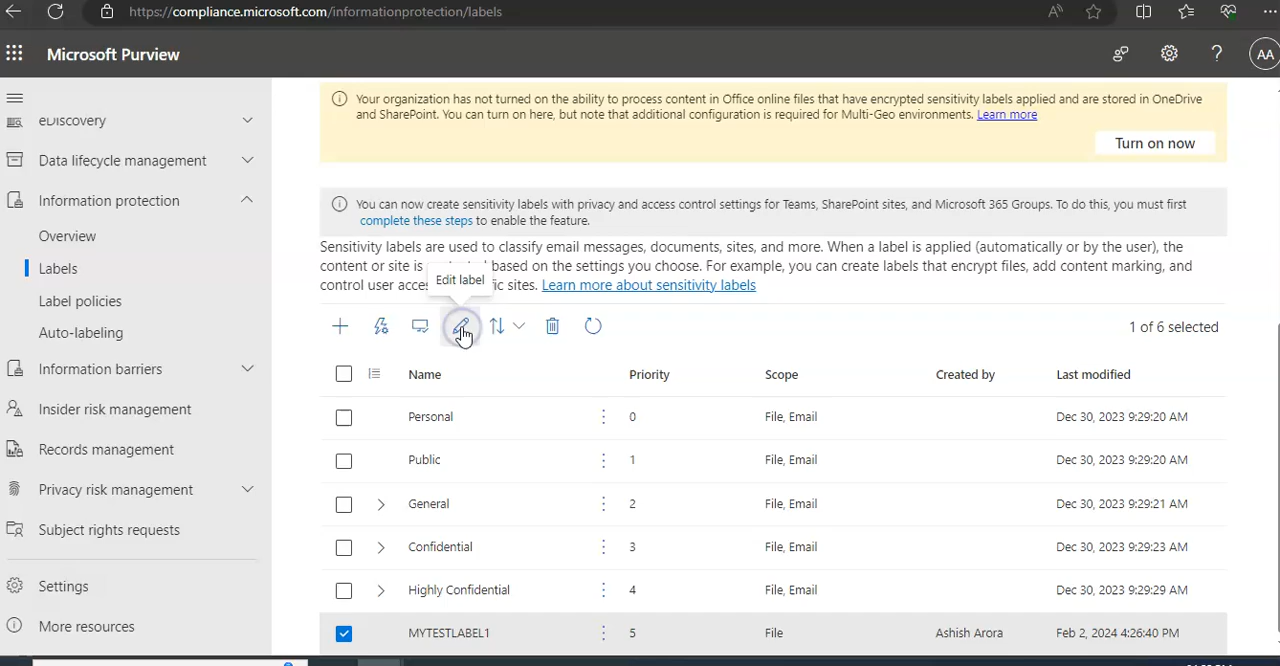 https://compliance.microsoft.com/informationprotection/labels
Microsoft Purview
AA
eDiscovery
Data lifecycle management
Information protection
Overview
Labels
Label policies
Auto-labeling
Information barriers
Insider risk management
Records management
Privacy risk management
Subject rights requests
Settings
More resources
Your organization has not turned on the ability to process content in Office online files that have encrypted sensitivity labels applied and are stored in OneDrive
and SharePoint. You can turn on here, but note that additional configuration is required for Multi-Geo environments. Learn more
Turn on now
You can now create sensitivity labels with privacy and access control settings for Teams, SharePoint sites, and Microsoft 365 Groups. To do this, you must first
complete these steps to enable the feature.
Sensitivity labels are used to classify email messages, documents, sites, and more. When a label is applied (automatically or by the user), the
content or site is based on the settings you choose. For example, you can create labels that encrypt files, add content marking, and
control user sites. Learn more about sensitivity labels
Edit label
1 of 6 selected
Name Priority Scope Created by Last modified
Personal 0 File, Email Dec 30, 2023 9:29:20 AM
Public 1 File, Email Dec 30, 2023 9:29:20 AM
General 2 File, Email Dec 30, 2023 9:29:21 AM
Confidential 3 File, Email Dec 30, 2023 9:29:23 AM
Highly Confidential 4 File, Email Dec 30, 2023 9:29:29 AM
MYTESTLABEL1 5 File Ashish Arora Feb 2, 2024 4:26:40 PM